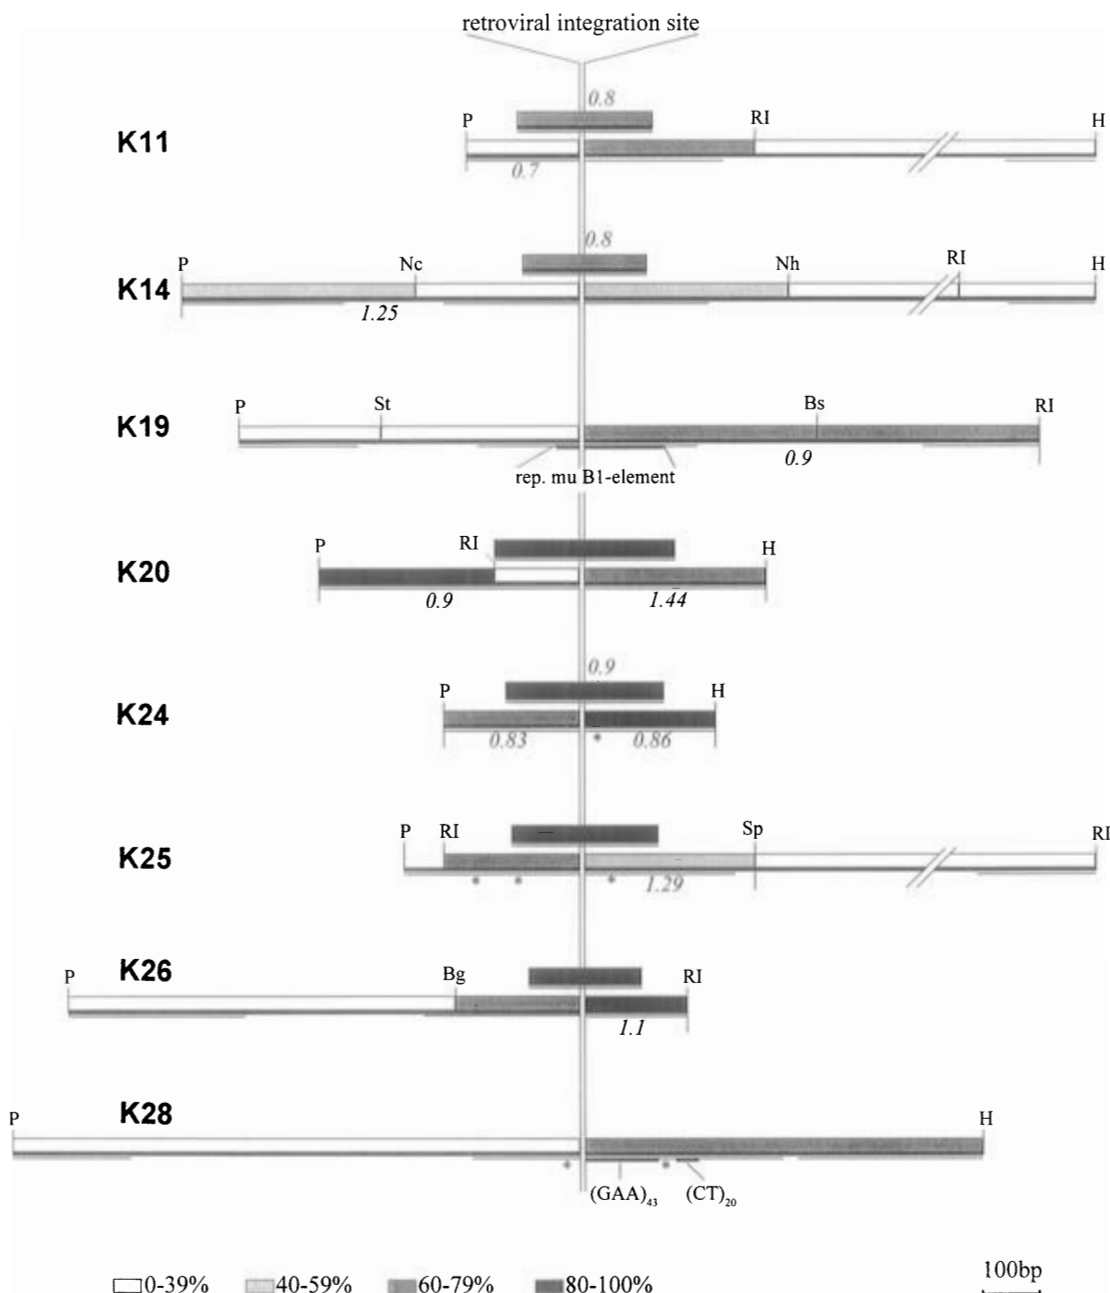 retroviral integration site
0.8
P RI H
K11
0.7
0.8
P Nc Nh RI H
K14
1.25
P St Bs RI
K19
0.9
rep. mu B1-element
P RI H
K20
0.9 1.44
0.9
P H
K24
0.83 * 0.86
P RI Sp RI
K25
* * * 1.29
P Bg RI
K26
1.1
P H
K28
* *
(GAA)43 (CT)20
0-39% 40-59% 60-79% 80-100% 100bp